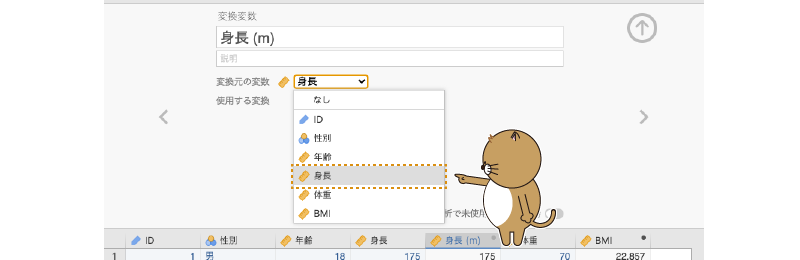 変換変数
身長 (m)
説明
変換元の変数 身長
使用する変換
なし
ID
性別
年齢
身長
体重
BMI
析で未使用
ID 性別 年齢 身長 身長 (m) 体重 BMI
1 1 男 18 175 175 70 22.857